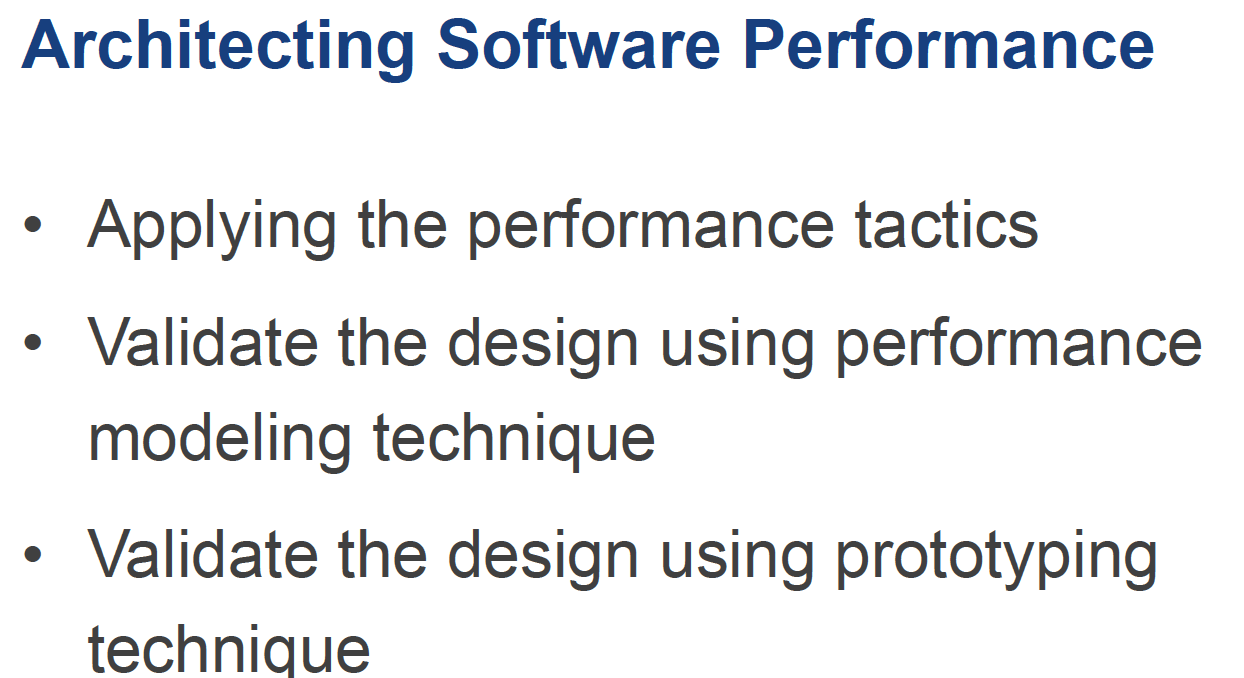 Architecting Software Performance
• Applying the performance tactics
• Validate the design using performance
modeling technique
• Validate the design using prototyping
technique